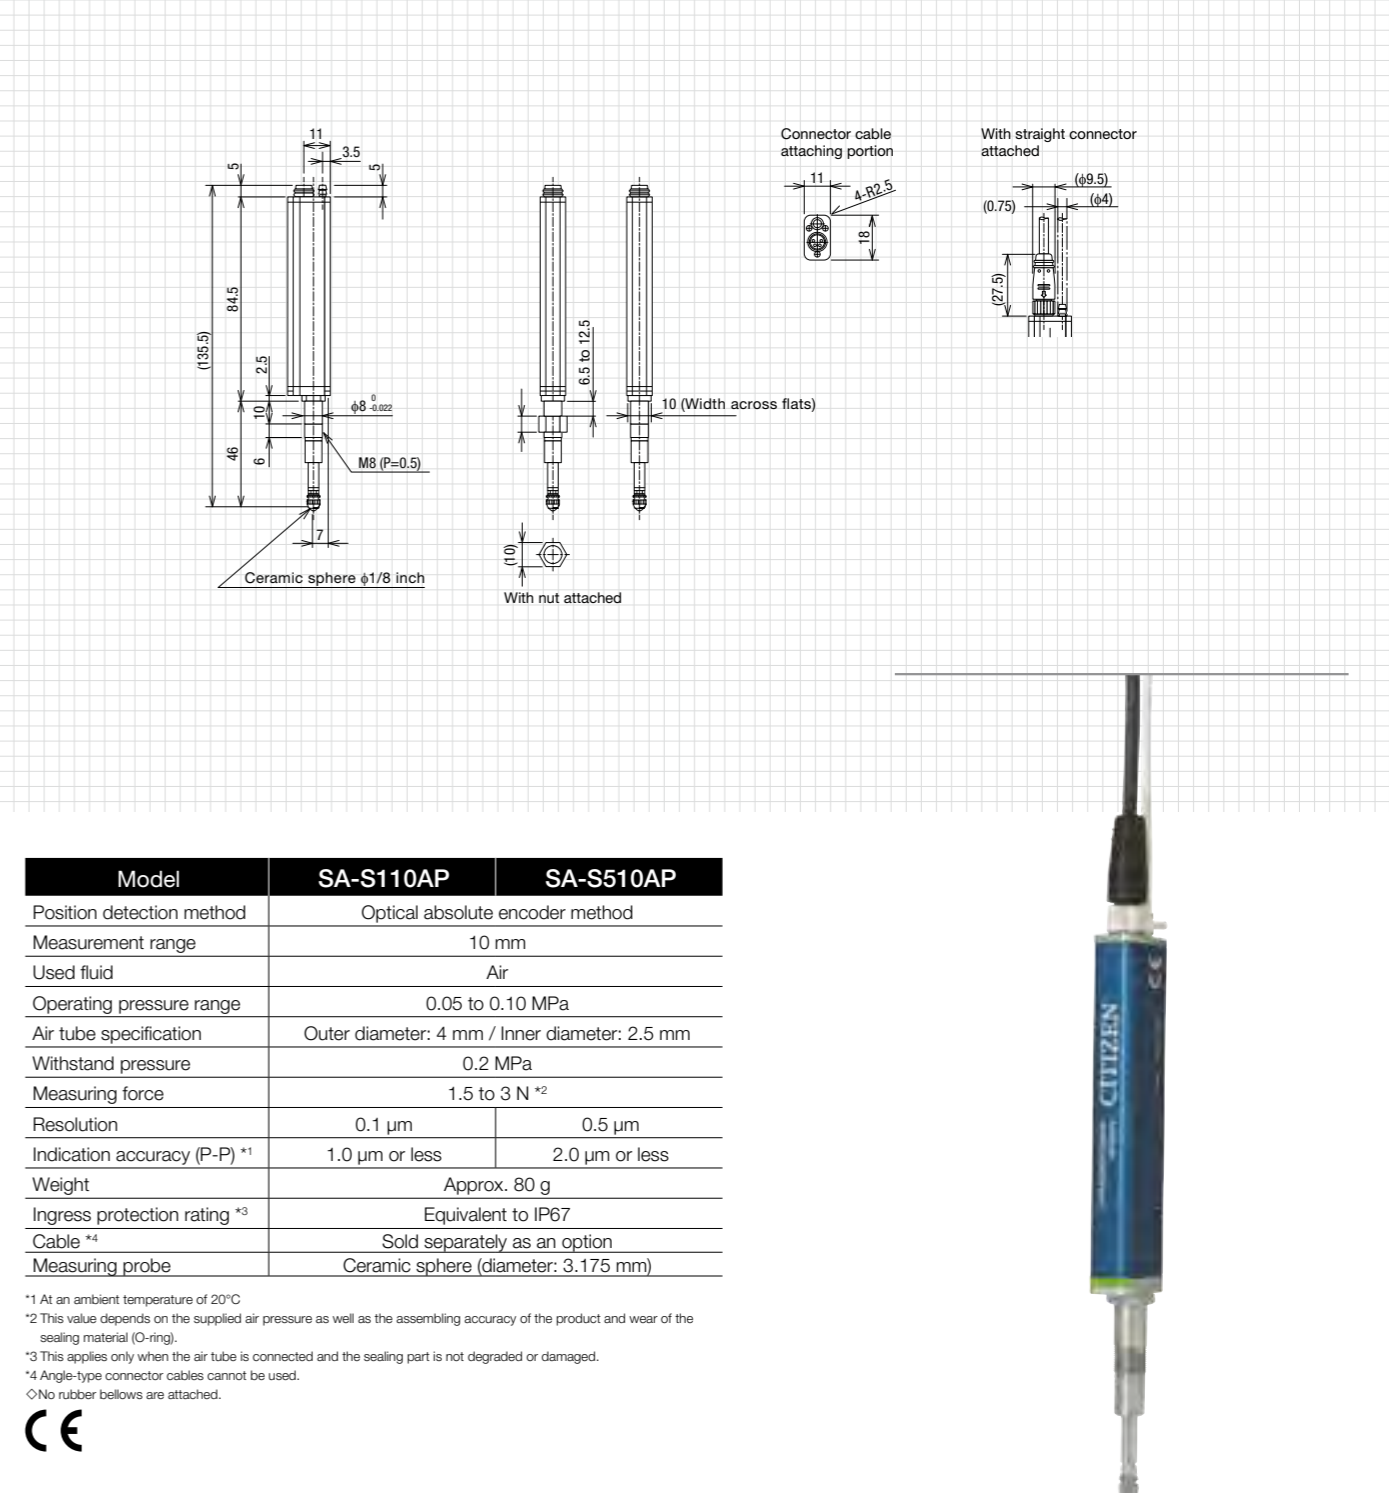 11
3.5
5
5
84.5
(135.5)
2.5
10
ϕ8 0 -0.022
46
6
M8 (P=0.5)
7
Ceramic sphere ϕ1/8 inch
6.5 to 12.5
10 (Width across flats)
(10)
With nut attached
Connector cable
attaching portion
11
4-R2.5
18
With straight connector
attached
(ϕ9.5)
(ϕ4)
(0.75)
(27.5)
CITIZEN
Model SA-S110AP SA-S510AP
Position detection method Optical absolute encoder method
Measurement range 10 mm
Used fluid Air
Operating pressure range 0.05 to 0.10 MPa
Air tube specification Outer diameter: 4 mm / Inner diameter: 2.5 mm
Withstand pressure 0.2 MPa
Measuring force 1.5 to 3 N *2
Resolution 0.1 μm 0.5 μm
Indication accuracy (P-P) *1 1.0 μm or less 2.0 μm or less
Weight Approx. 80 g
Ingress protection rating *3 Equivalent to IP67
Cable *4 Sold separately as an option
Measuring probe Ceramic sphere (diameter: 3.175 mm)
*1 At an ambient temperature of 20°C
*2 This value depends on the supplied air pressure as well as the assembling accuracy of the product and wear of the
sealing material (O-ring).
*3 This applies only when the air tube is connected and the sealing part is not degraded or damaged.
*4 Angle-type connector cables cannot be used.
◇No rubber bellows are attached.
CE